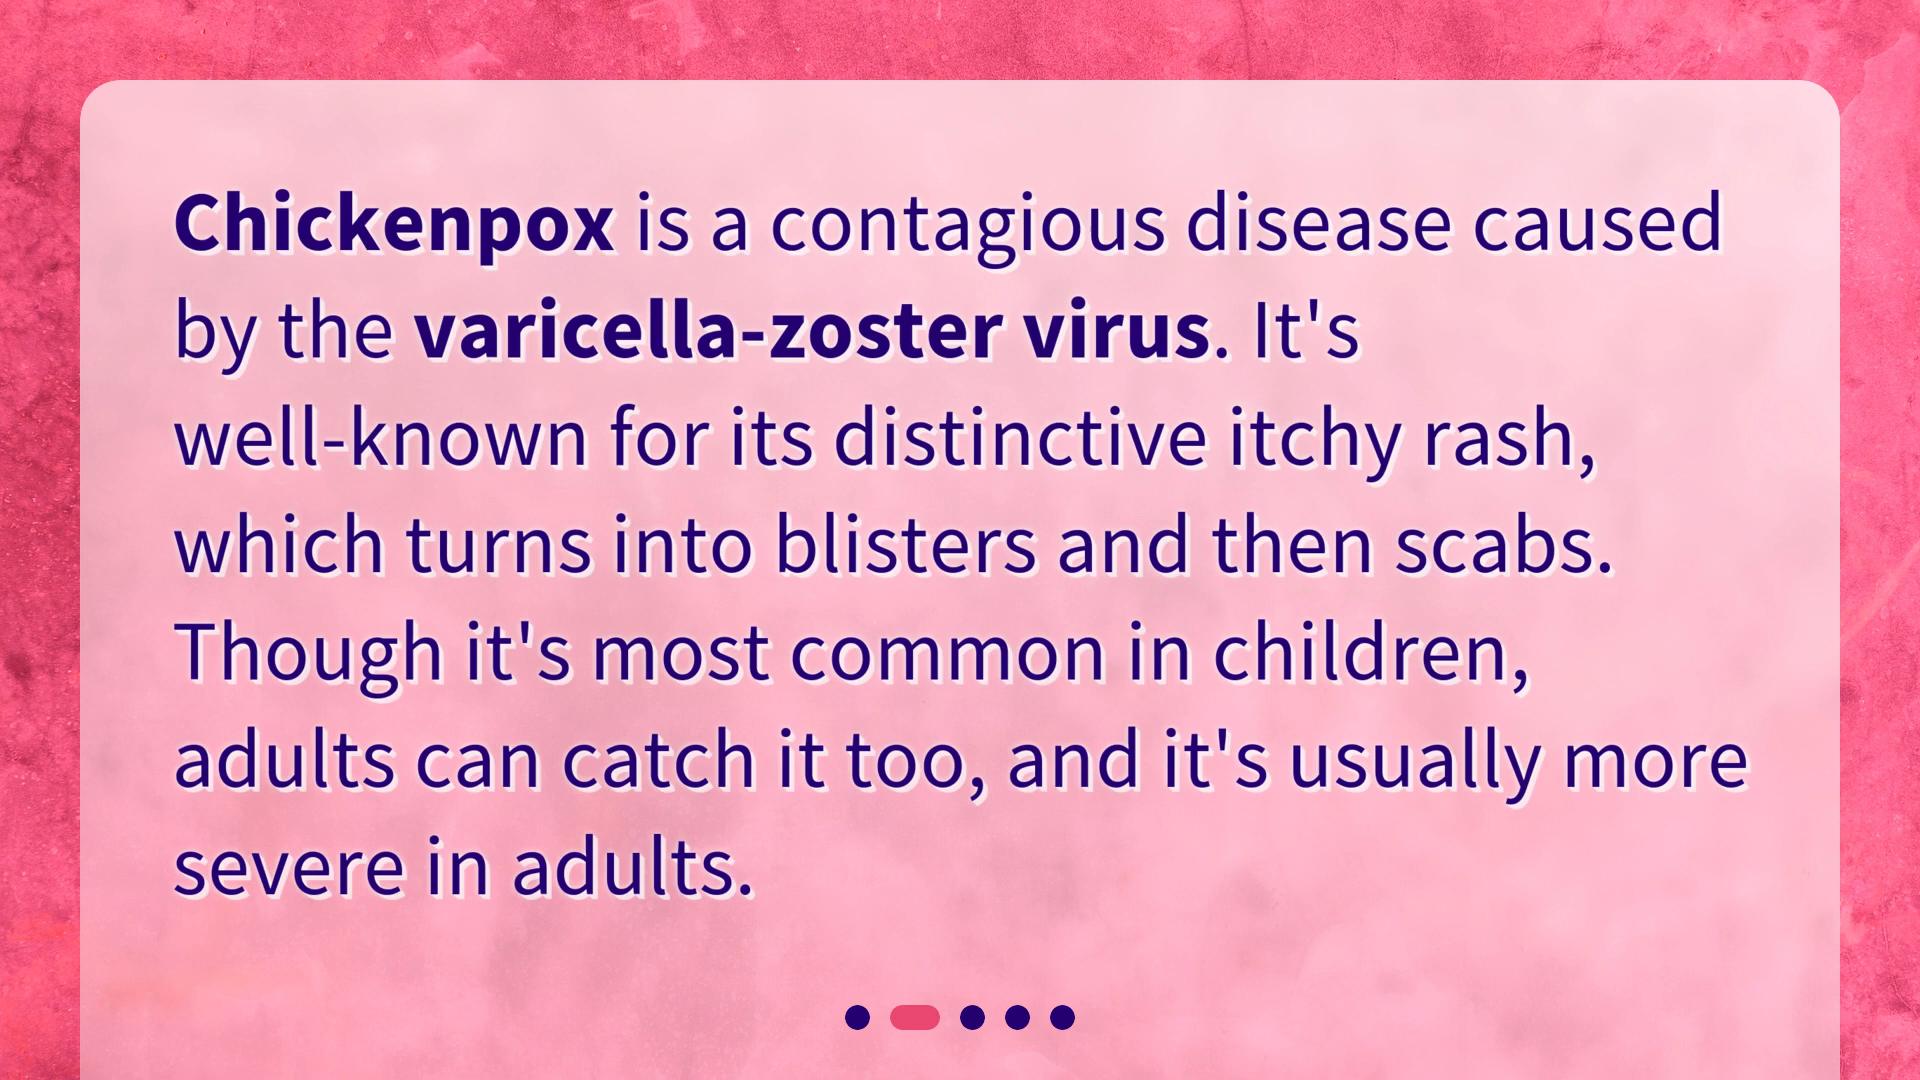 Chickenpox is a contagious disease caused
by the varicella-zoster virus. It's
well-known for its distinctive itchy rash,
which turns into blisters and then scabs.
Though it's most common in children,
adults can catch it too, and it's usually more
severe in adults.